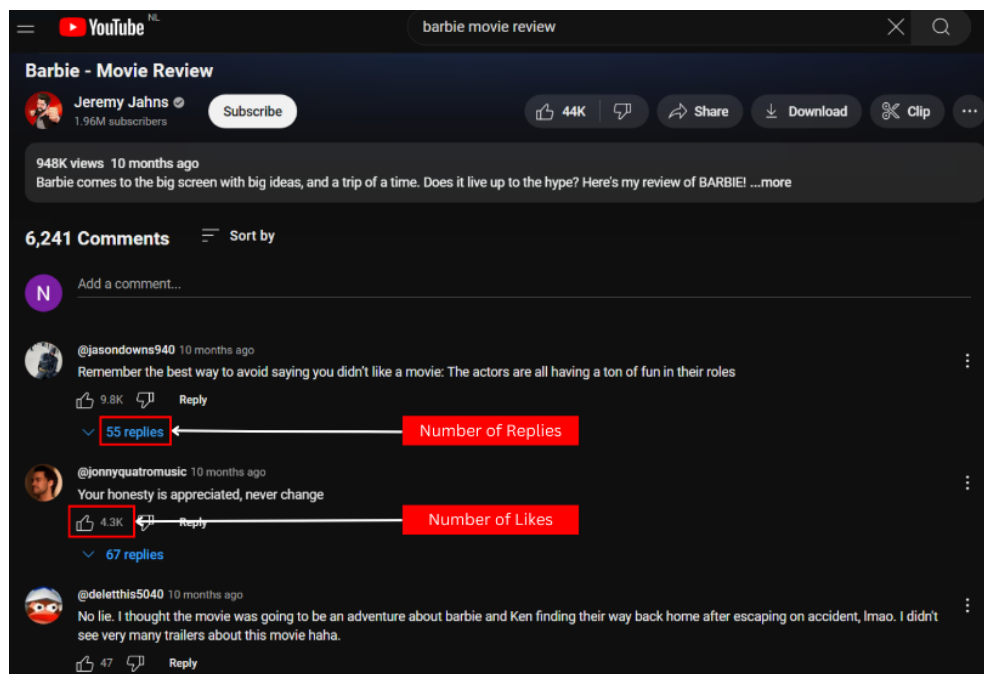 YouTube NL
barbie movie review
Barbie - Movie Review
Jeremy Jahns
1.96M subscribers
Subscribe
44K
Share
Download
Clip
948K views 10 months ago
Barbie comes to the big screen with big ideas, and a trip of a time. Does it live up to the hype? Here's my review of BARBIE! ...more
6,241 Comments
Sort by
N
Add a comment...
@jasondowns940 10 months ago
Remember the best way to avoid saying you didn't like a movie: The actors are all having a ton of fun in their roles
9.8K Reply
55 replies
Number of Replies
@jonnyquatromusic 10 months ago
Your honesty is appreciated, never change
4.3K Reply
Number of Likes
67 replies
@deletthis5040 10 months ago
No lie. I thought the movie was going to be an adventure about barbie and Ken finding their way back home after escaping on accident, lmao. I didn't
see very many trailers about this movie haha.
47 Reply